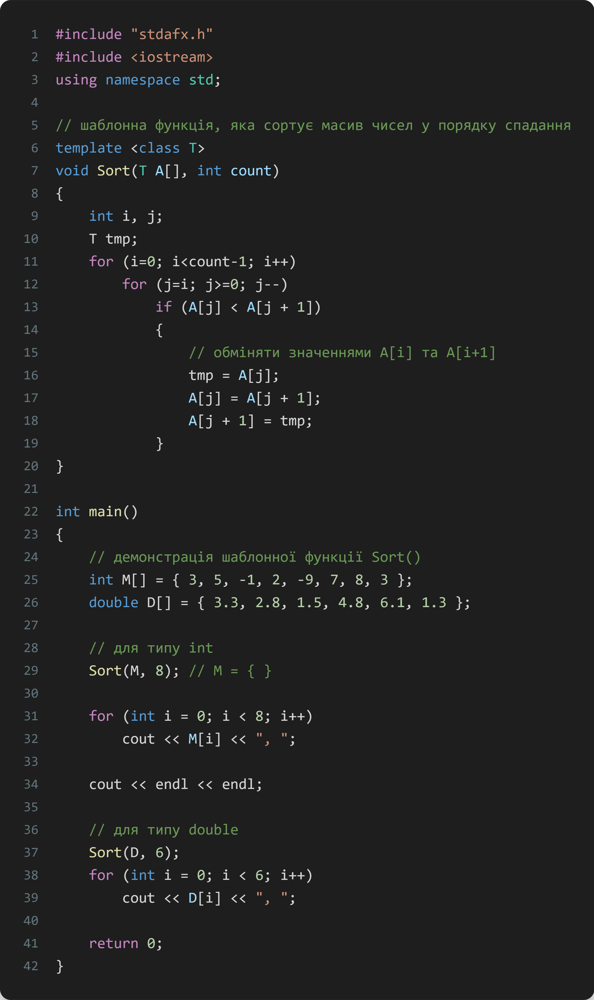 1 #include "stdafx.h"
2 #include <iostream>
3 using namespace std;
4
5 // шаблонна функція, яка сортує масив чисел у порядку спадання
6 template <class T>
7 void Sort(T A[], int count)
8 {
9     int i, j;
10     T tmp;
11     for (i=0; i<count-1; i++)
12         for (j=i; j>=0; j--)
13             if (A[j] < A[j + 1])
14             {
15                 // обміняти значеннями A[i] та A[i+1]
16                 tmp = A[j];
17                 A[j] = A[j + 1];
18                 A[j + 1] = tmp;
19             }
20 }
21
22 int main()
23 {
24     // демонстрація шаблонної функції Sort()
25     int M[] = { 3, 5, -1, 2, -9, 7, 8, 3 };
26     double D[] = { 3.3, 2.8, 1.5, 4.8, 6.1, 1.3 };
27
28     // для типу int
29     Sort(M, 8); // M = { }
30
31     for (int i = 0; i < 8; i++)
32         cout << M[i] << ", ";
33
34     cout << endl << endl;
35
36     // для типу double
37     Sort(D, 6);
38     for (int i = 0; i < 6; i++)
39         cout << D[i] << ", ";
40
41     return 0;
42 }